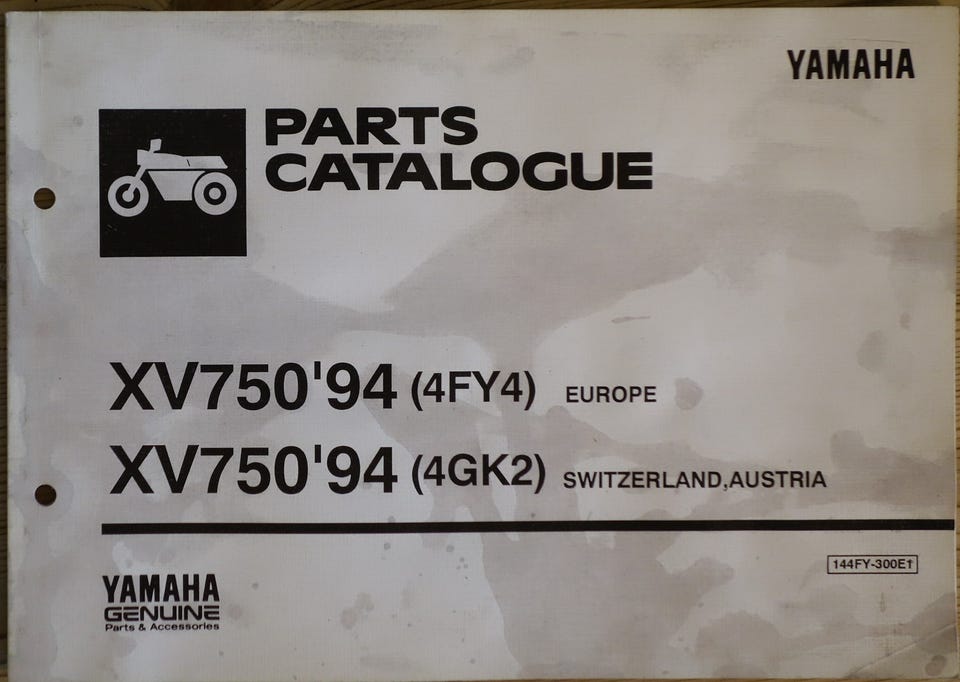 YAMAHA
PARTS
CATALOGUE
XV750'94 (4FY4) EUROPE
XV750'94 (4GK2) SWITZERLAND,AUSTRIA
144FY-300E1
YAMAHA
GENUINE
Parts & Accessories